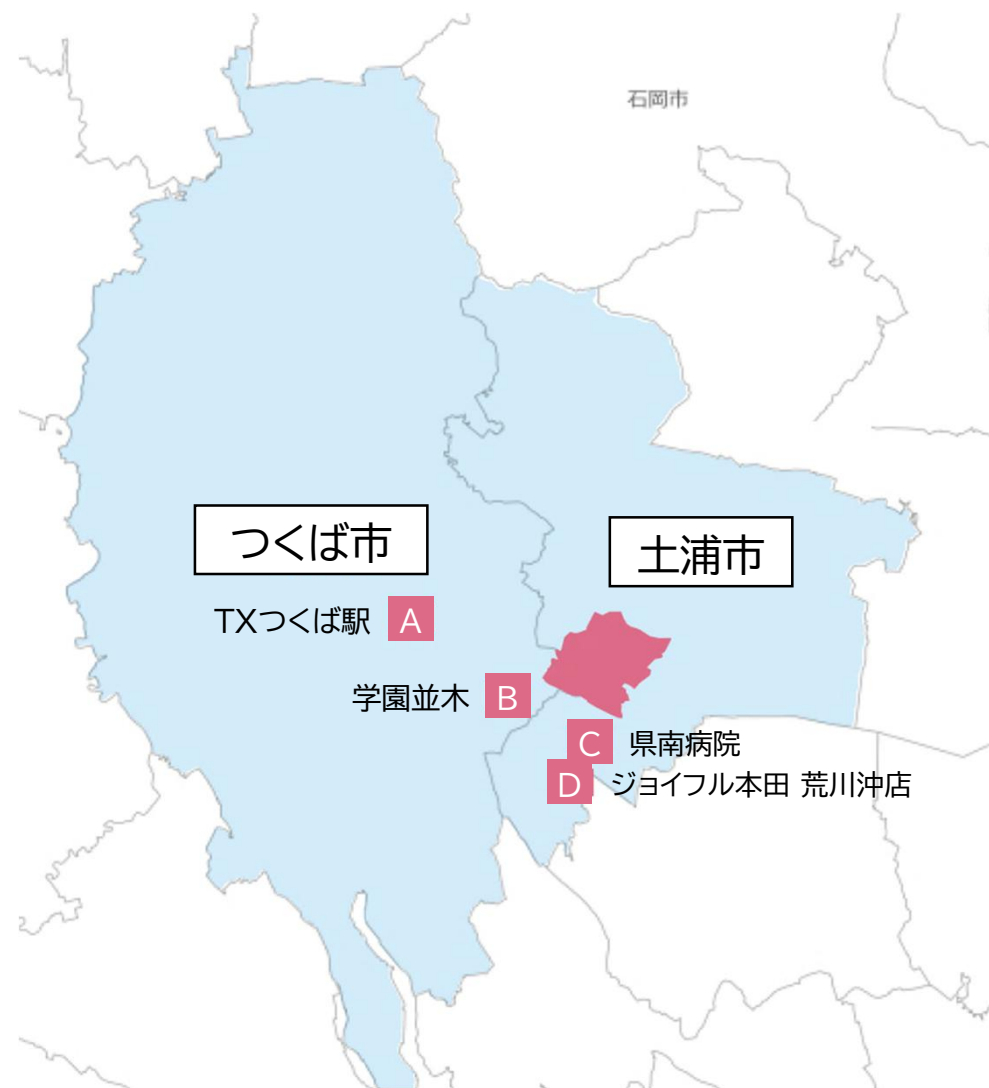 石岡市
つくば市
土浦市
TXつくば駅 A
学園並木 B
C 県南病院
D ジョイフル本田 荒川沖店